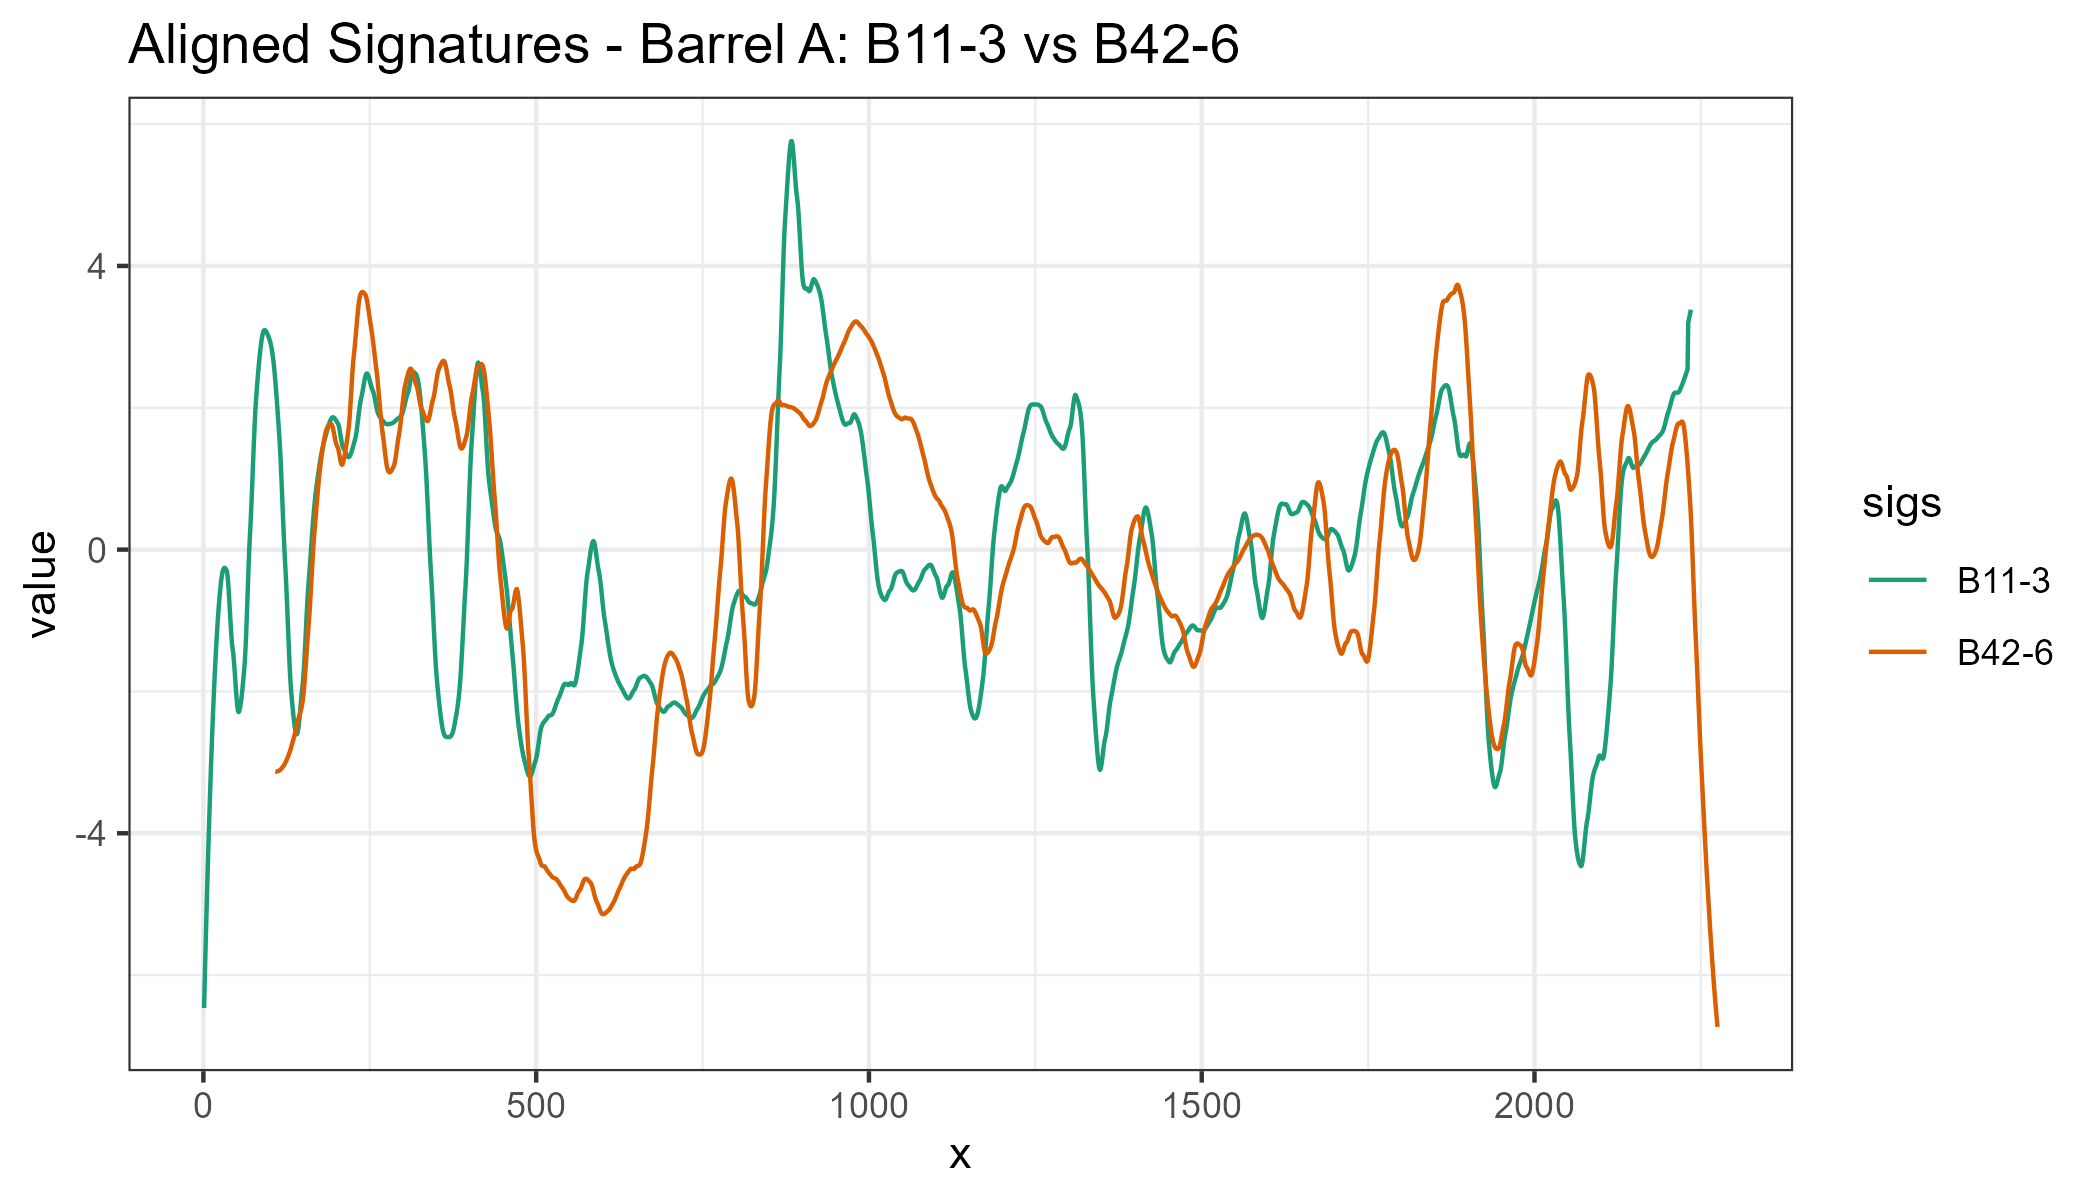 Aligned Signatures - Barrel A: B11-3 vs B42-6
value
4
0
-4
0
500
1000
1500
2000
x
sigs
B11-3
B42-6